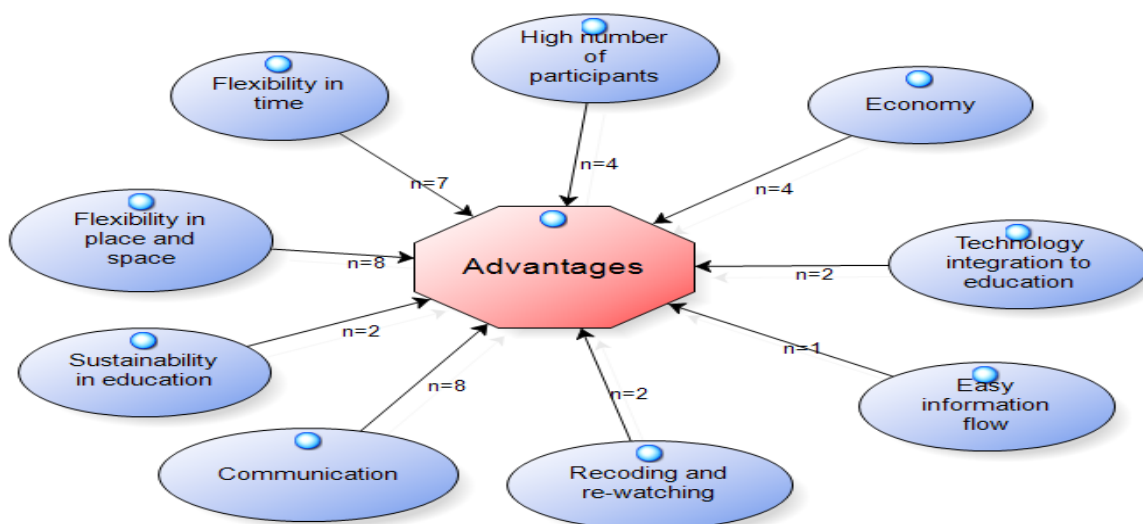 High number
of
participants
Flexibility in
time
Economy
n=4
n=7
n=4
Flexibility in
place and
space
n=8
Advantages
Technology
integration to
education
n=2
Sustainability
in education
n=2
n=8
n=2
n=1
Easy
information
flow
Communication
Recoding and
re-watching